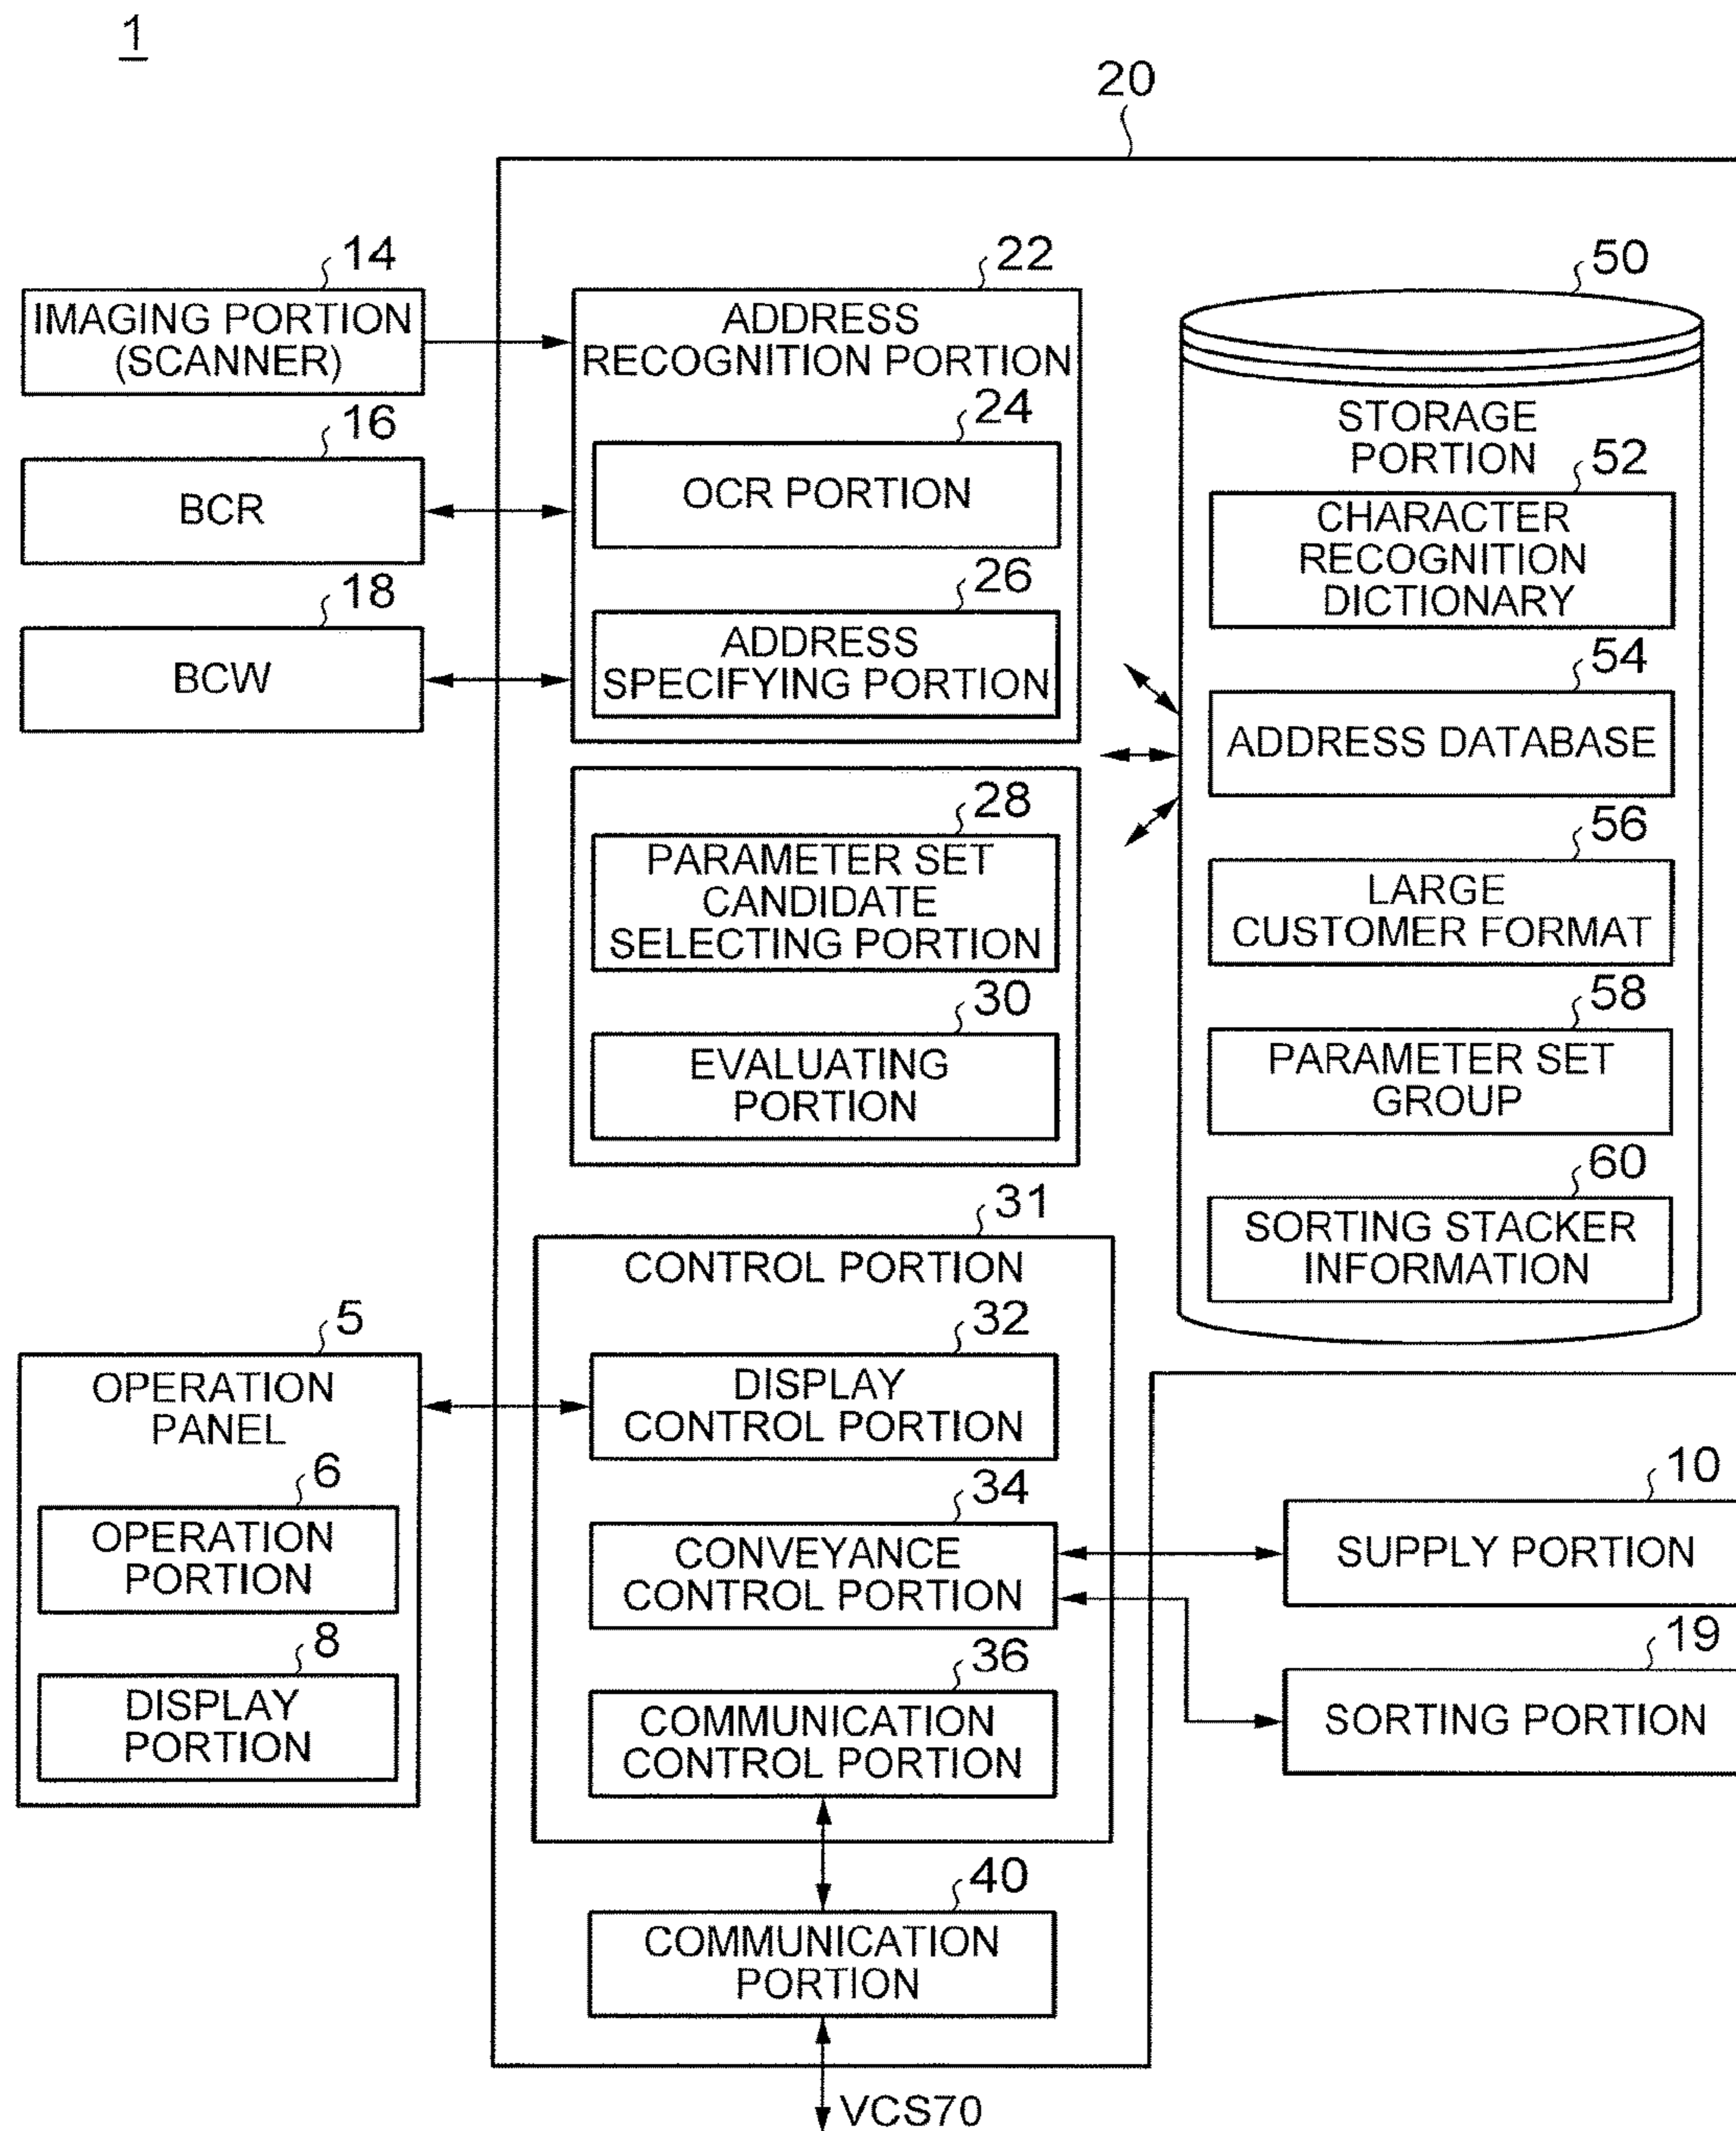 1
20
14
IMAGING PORTION
(SCANNER)
16
BCR
18
BCW
22
ADDRESS
RECOGNITION PORTION
24
OCR PORTION
26
ADDRESS
SPECIFYING PORTION
28
PARAMETER SET
CANDIDATE
SELECTING PORTION
30
EVALUATING
PORTION
50
STORAGE
PORTION
52
CHARACTER
RECOGNITION
DICTIONARY
54
ADDRESS DATABASE
56
LARGE
CUSTOMER FORMAT
58
PARAMETER SET
GROUP
60
SORTING STACKER
INFORMATION
31
CONTROL PORTION
32
DISPLAY
CONTROL PORTION
34
CONVEYANCE
CONTROL PORTION
36
COMMUNICATION
CONTROL PORTION
5
OPERATION
PANEL
6
OPERATION
PORTION
8
DISPLAY
PORTION
10
SUPPLY PORTION
19
SORTING PORTION
40
COMMUNICATION
PORTION
VCS70